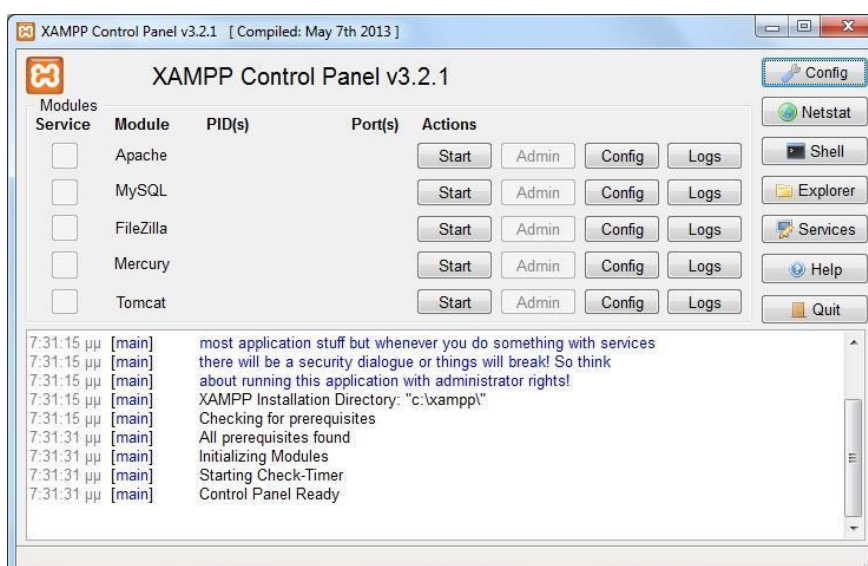 XAMPP Control Panel v3.2.1 [ Compiled: May 7th 2013 ]
XAMPP Control Panel v3.2.1
Config
Modules
Service Module PID(s) Port(s) Actions
Netstat
Apache Start Admin Config Logs
Shell
MySQL Start Admin Config Logs
Explorer
FileZilla Start Admin Config Logs
Services
Mercury Start Admin Config Logs
Help
Tomcat Start Admin Config Logs
Quit
7:31:15 μμ [main] most application stuff but whenever you do something with services
7:31:15 μμ [main] there will be a security dialogue or things will break! So think
7:31:15 μμ [main] about running this application with administrator rights!
7:31:15 μμ [main] XAMPP Installation Directory: "c:\xampp\"
7:31:15 μμ [main] Checking for prerequisites
7:31:31 μμ [main] All prerequisites found
7:31:31 μμ [main] Initializing Modules
7:31:31 μμ [main] Starting Check-Timer
7:31:31 μμ [main] Control Panel Ready